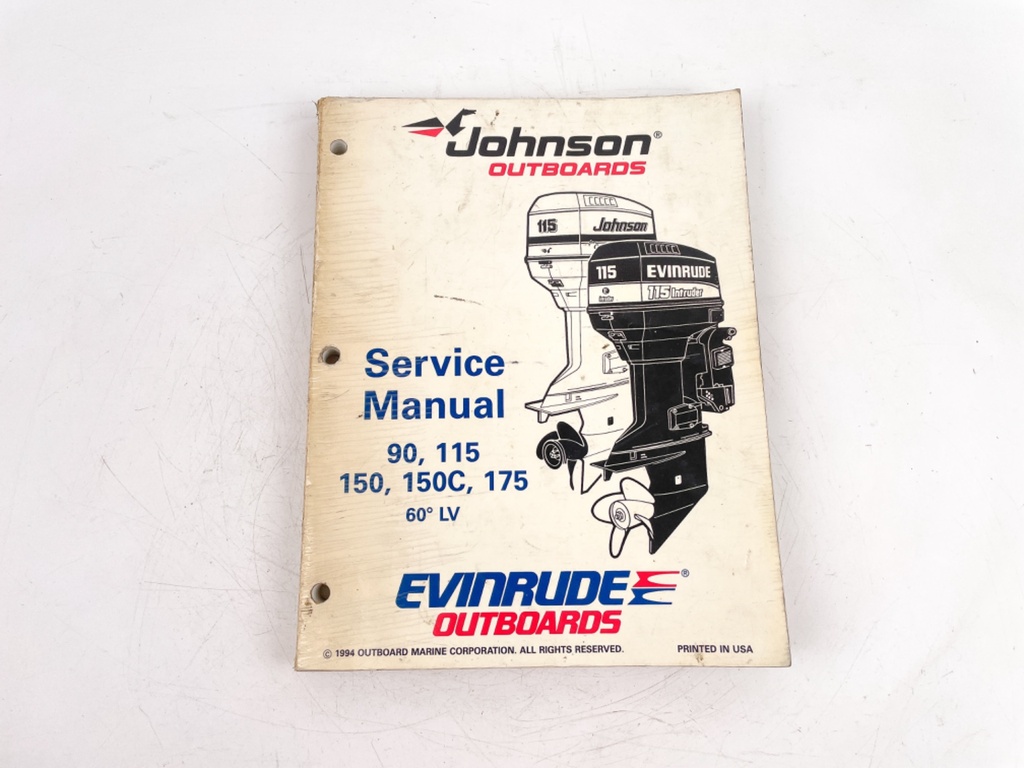 Johnson®
OUTBOARDS
115 Johnson
115 EVINRUDE
115 Intruder
Service
Manual
90, 115
150, 150C, 175
60° LV
EVINRUDE®
OUTBOARDS
© 1994 OUTBOARD MARINE CORPORATION. ALL RIGHTS RESERVED. PRINTED IN USA